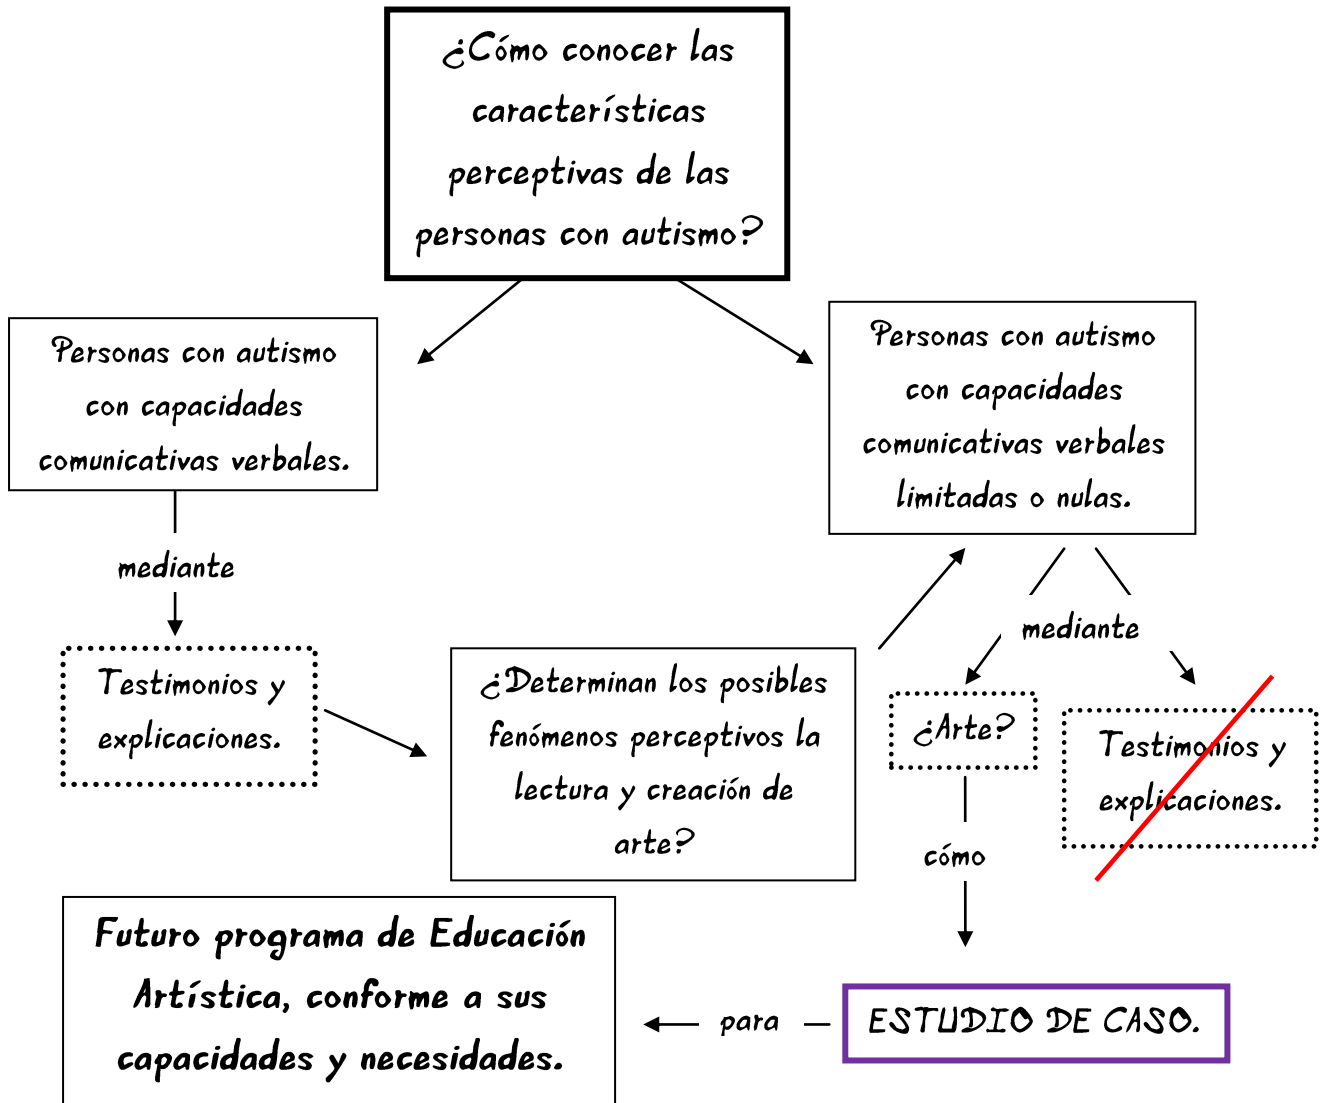 ¿Cómo conocer las
características
perceptivas de las
personas con autismo?
Personas con autismo
con capacidades
comunicativas verbales.
Personas con autismo
con capacidades
comunicativas verbales
limitadas o nulas.
mediante
mediante
Testimonios y
explicaciones.
¿Determinan los posibles
fenómenos perceptivos la
lectura y creación de
arte?
¿Arte?
Testimonios y
explicaciones.
cómo
Futuro programa de Educación
Artística, conforme a sus
capacidades y necesidades.
para
ESTUDIO DE CASO.